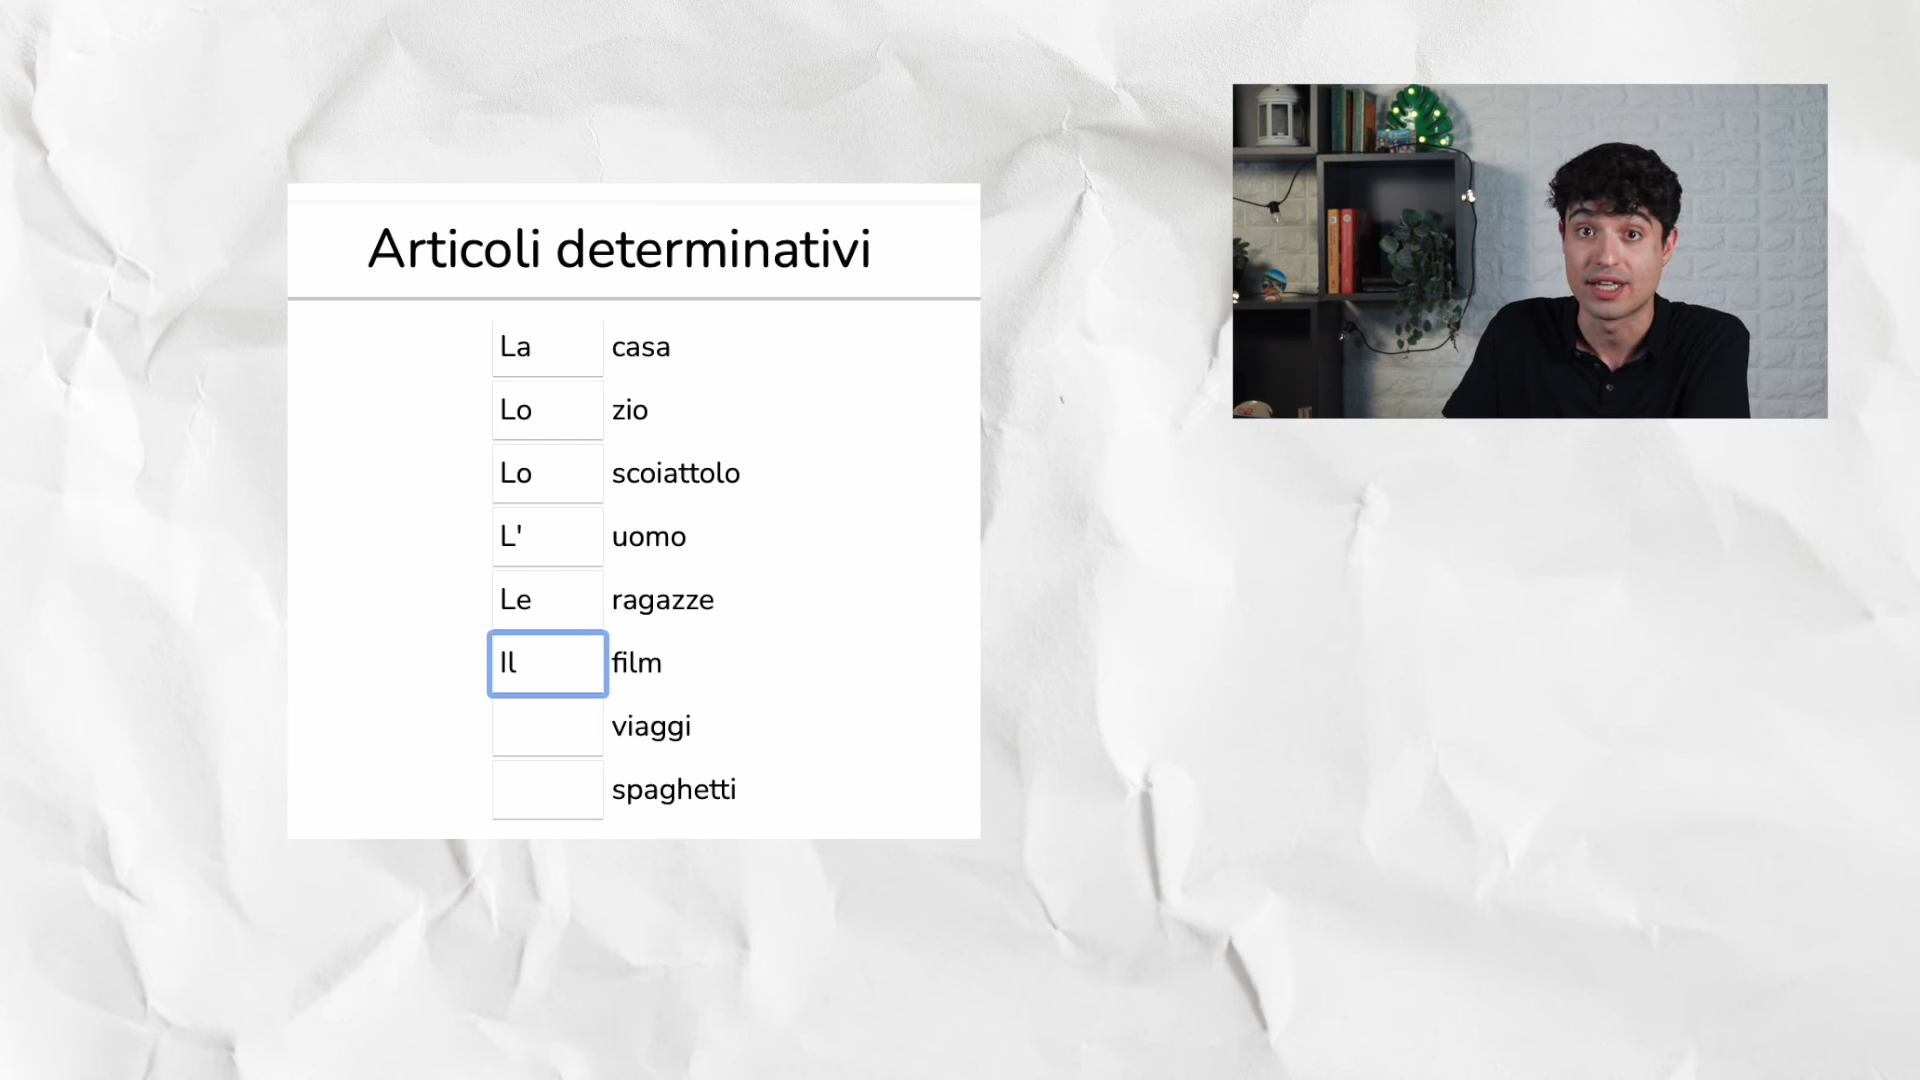 Articoli determinativi
La casa
Lo zio
Lo scoiattolo
L' uomo
Le ragazze
Il film
viaggi
spaghetti